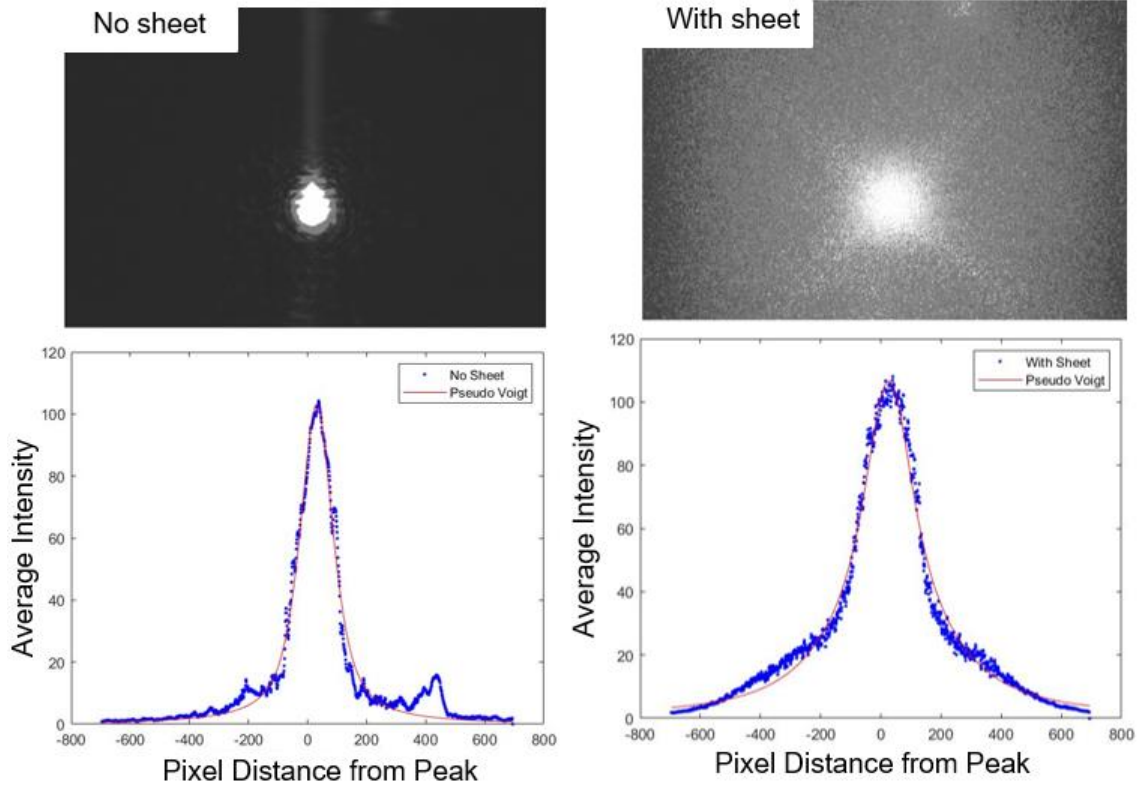 No sheet
With sheet
120
100
80
60
40
20
0
-800 -600 -400 -200 0 200 400 600 800
Average Intensity
Pixel Distance from Peak
No Sheet
Pseudo Voigt
120
100
80
60
40
20
0
-800 -600 -400 -200 0 200 400 600 800
Average Intensity
Pixel Distance from Peak
With Sheet
Pseudo Voigt